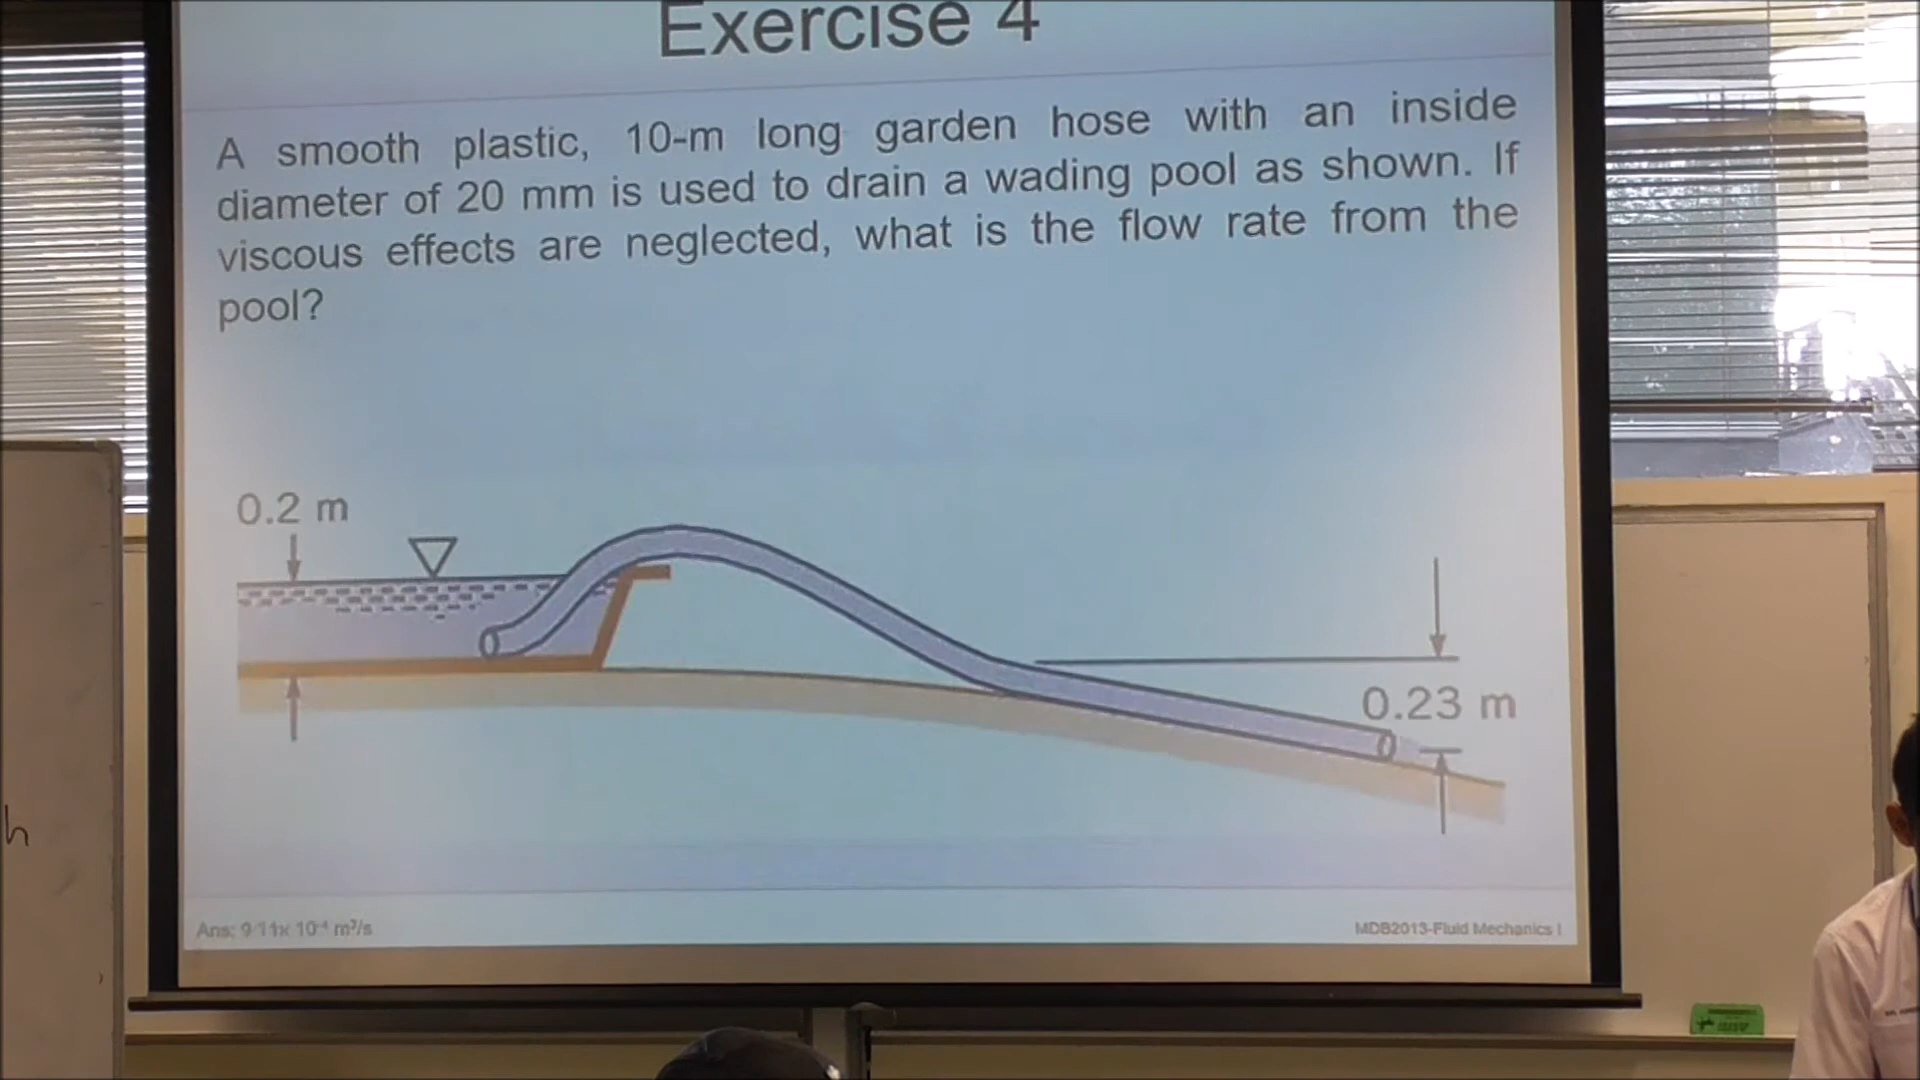 Exercise 4
A smooth plastic, 10-m long garden hose with an inside
diameter of 20 mm is used to drain a wading pool as shown. If
viscous effects are neglected, what is the flow rate from the
pool?
0.2 m
0.23 m
Ans: 9.11x 10⁻⁴ m³/s
MDB2013-Fluid Mechanics I
h